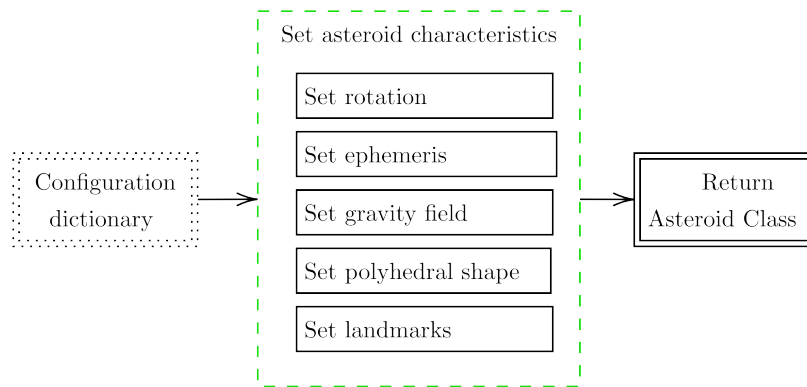 Set asteroid characteristics
Set rotation
Set ephemeris
Set gravity field
Set polyhedral shape
Set landmarks
Configuration
dictionary
Return
Asteroid Class